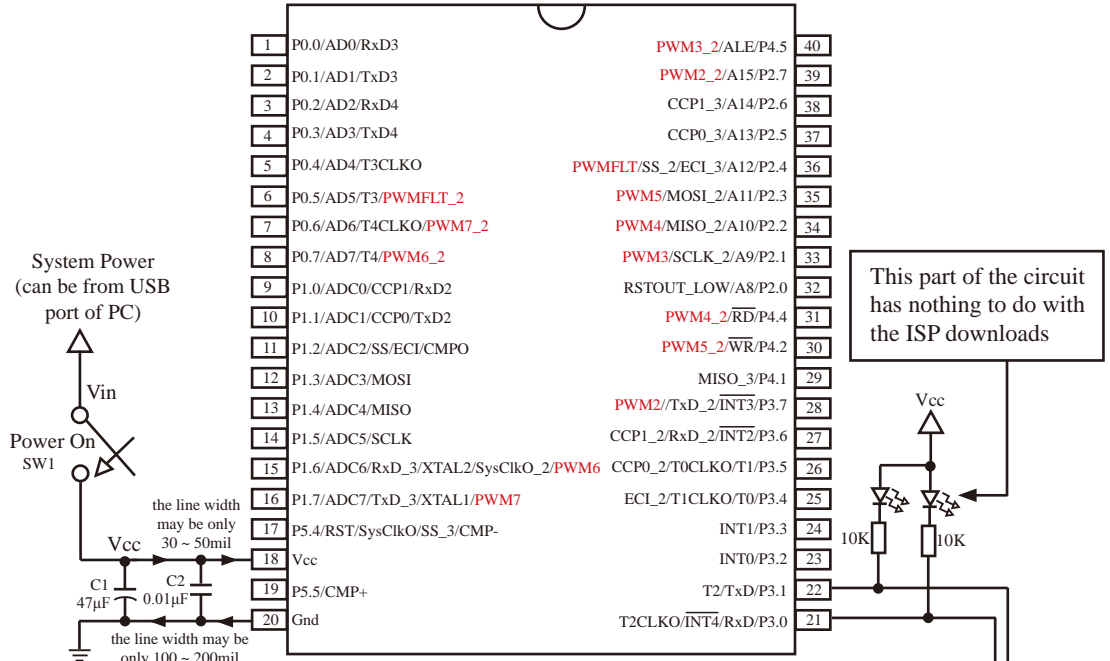 1 P0.0/AD0/RxD3
2 P0.1/AD1/TxD3
3 P0.2/AD2/RxD4
4 P0.3/AD3/TxD4
5 P0.4/AD4/T3CLKO
6 P0.5/AD5/T3/PWMFLT_2
7 P0.6/AD6/T4CLKO/PWM7_2
8 P0.7/AD7/T4/PWM6_2
9 P1.0/ADC0/CCP1/RxD2
10 P1.1/ADC1/CCP0/TxD2
11 P1.2/ADC2/SS/ECI/CMPO
12 P1.3/ADC3/MOSI
13 P1.4/ADC4/MISO
14 P1.5/ADC5/SCLK
15 P1.6/ADC6/RxD_3/XTAL2/SysClkO_2/PWM6
16 P1.7/ADC7/TxD_3/XTAL1/PWM7
17 P5.4/RST/SysClkO/SS_3/CMP-
18 Vcc
19 P5.5/CMP+
20 Gnd
PWM3_2/ALE/P4.5 40
PWM2_2/A15/P2.7 39
CCP1_3/A14/P2.6 38
CCP0_3/A13/P2.5 37
PWMFLT/SS_2/ECI_3/A12/P2.4 36
PWM5/MOSI_2/A11/P2.3 35
PWM4/MISO_2/A10/P2.2 34
PWM3/SCLK_2/A9/P2.1 33
RSTOUT_LOW/A8/P2.0 32
PWM4_2/RD/P4.4 31
PWM5_2/WR/P4.2 30
MISO_3/P4.1 29
PWM2//TxD_2/INT3/P3.7 28
CCP1_2/RxD_2/INT2/P3.6 27
CCP0_2/T0CLKO/T1/P3.5 26
ECI_2/T1CLKO/T0/P3.4 25
INT1/P3.3 24
INT0/P3.2 23
T2/TxD/P3.1 22
T2CLKO/INT4/RxD/P3.0 21
System Power
(can be from USB
port of PC)
Vin
Power On
SW1
the line width
may be only
30 ~ 50mil
Vcc
C1
47μF
C2
0.01μF
the line width may be
only 100 ~ 200mil
This part of the circuit
has nothing to do with
the ISP downloads
Vcc
10K
10K